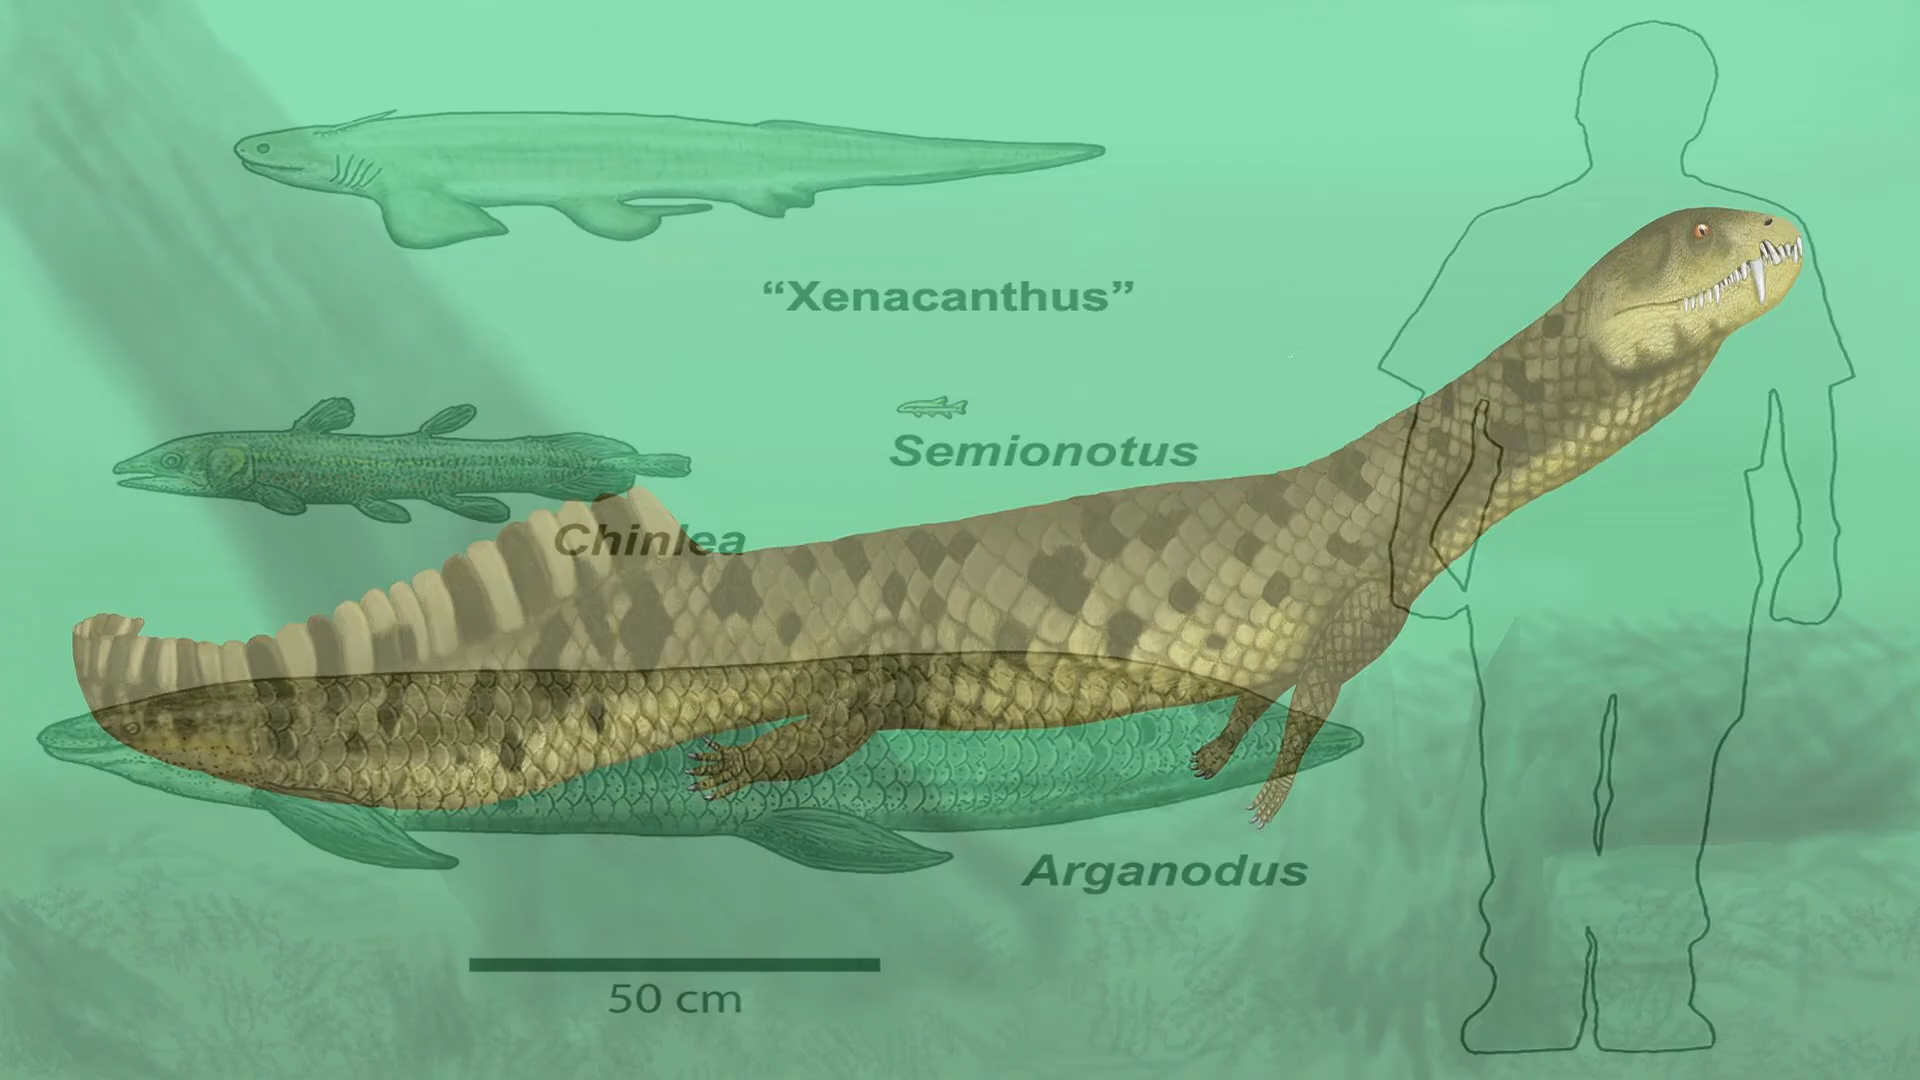 “Xenacanthus”
Semionotus
Chinlea
Arganodus
50 cm